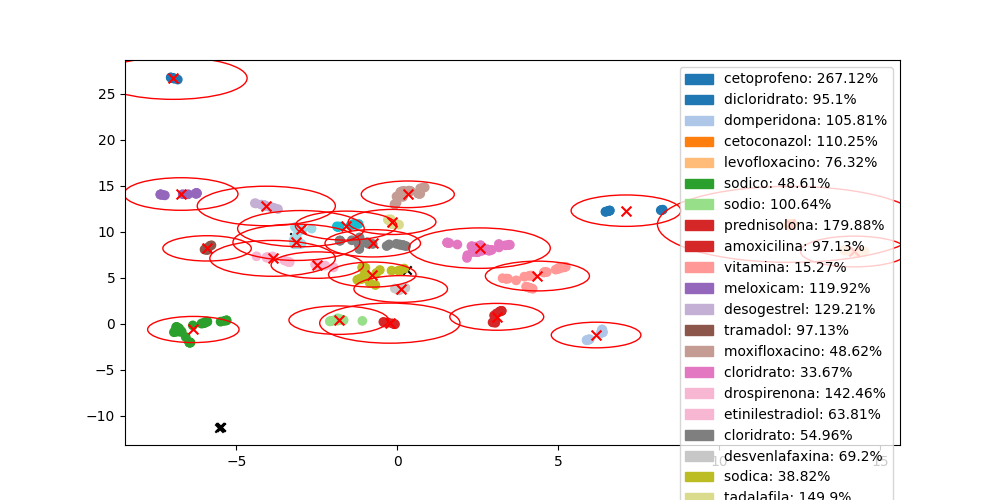 25
20
15
10
5
0
−5
−10
−5
0
5
10
15
cetoprofeno: 267.12%
dicloridrato: 95.1%
domperidona: 105.81%
cetoconazol: 110.25%
levofloxacino: 76.32%
sodico: 48.61%
sodio: 100.64%
prednisolona: 179.88%
amoxicilina: 97.13%
vitamina: 15.27%
meloxicam: 119.92%
desogestrel: 129.21%
tramadol: 97.13%
moxifloxacino: 48.62%
cloridrato: 33.67%
drospirenona: 142.46%
etinilestradiol: 63.81%
cloridrato: 54.96%
desvenlafaxina: 69.2%
sodica: 38.82%
tadalafila: 149.9%